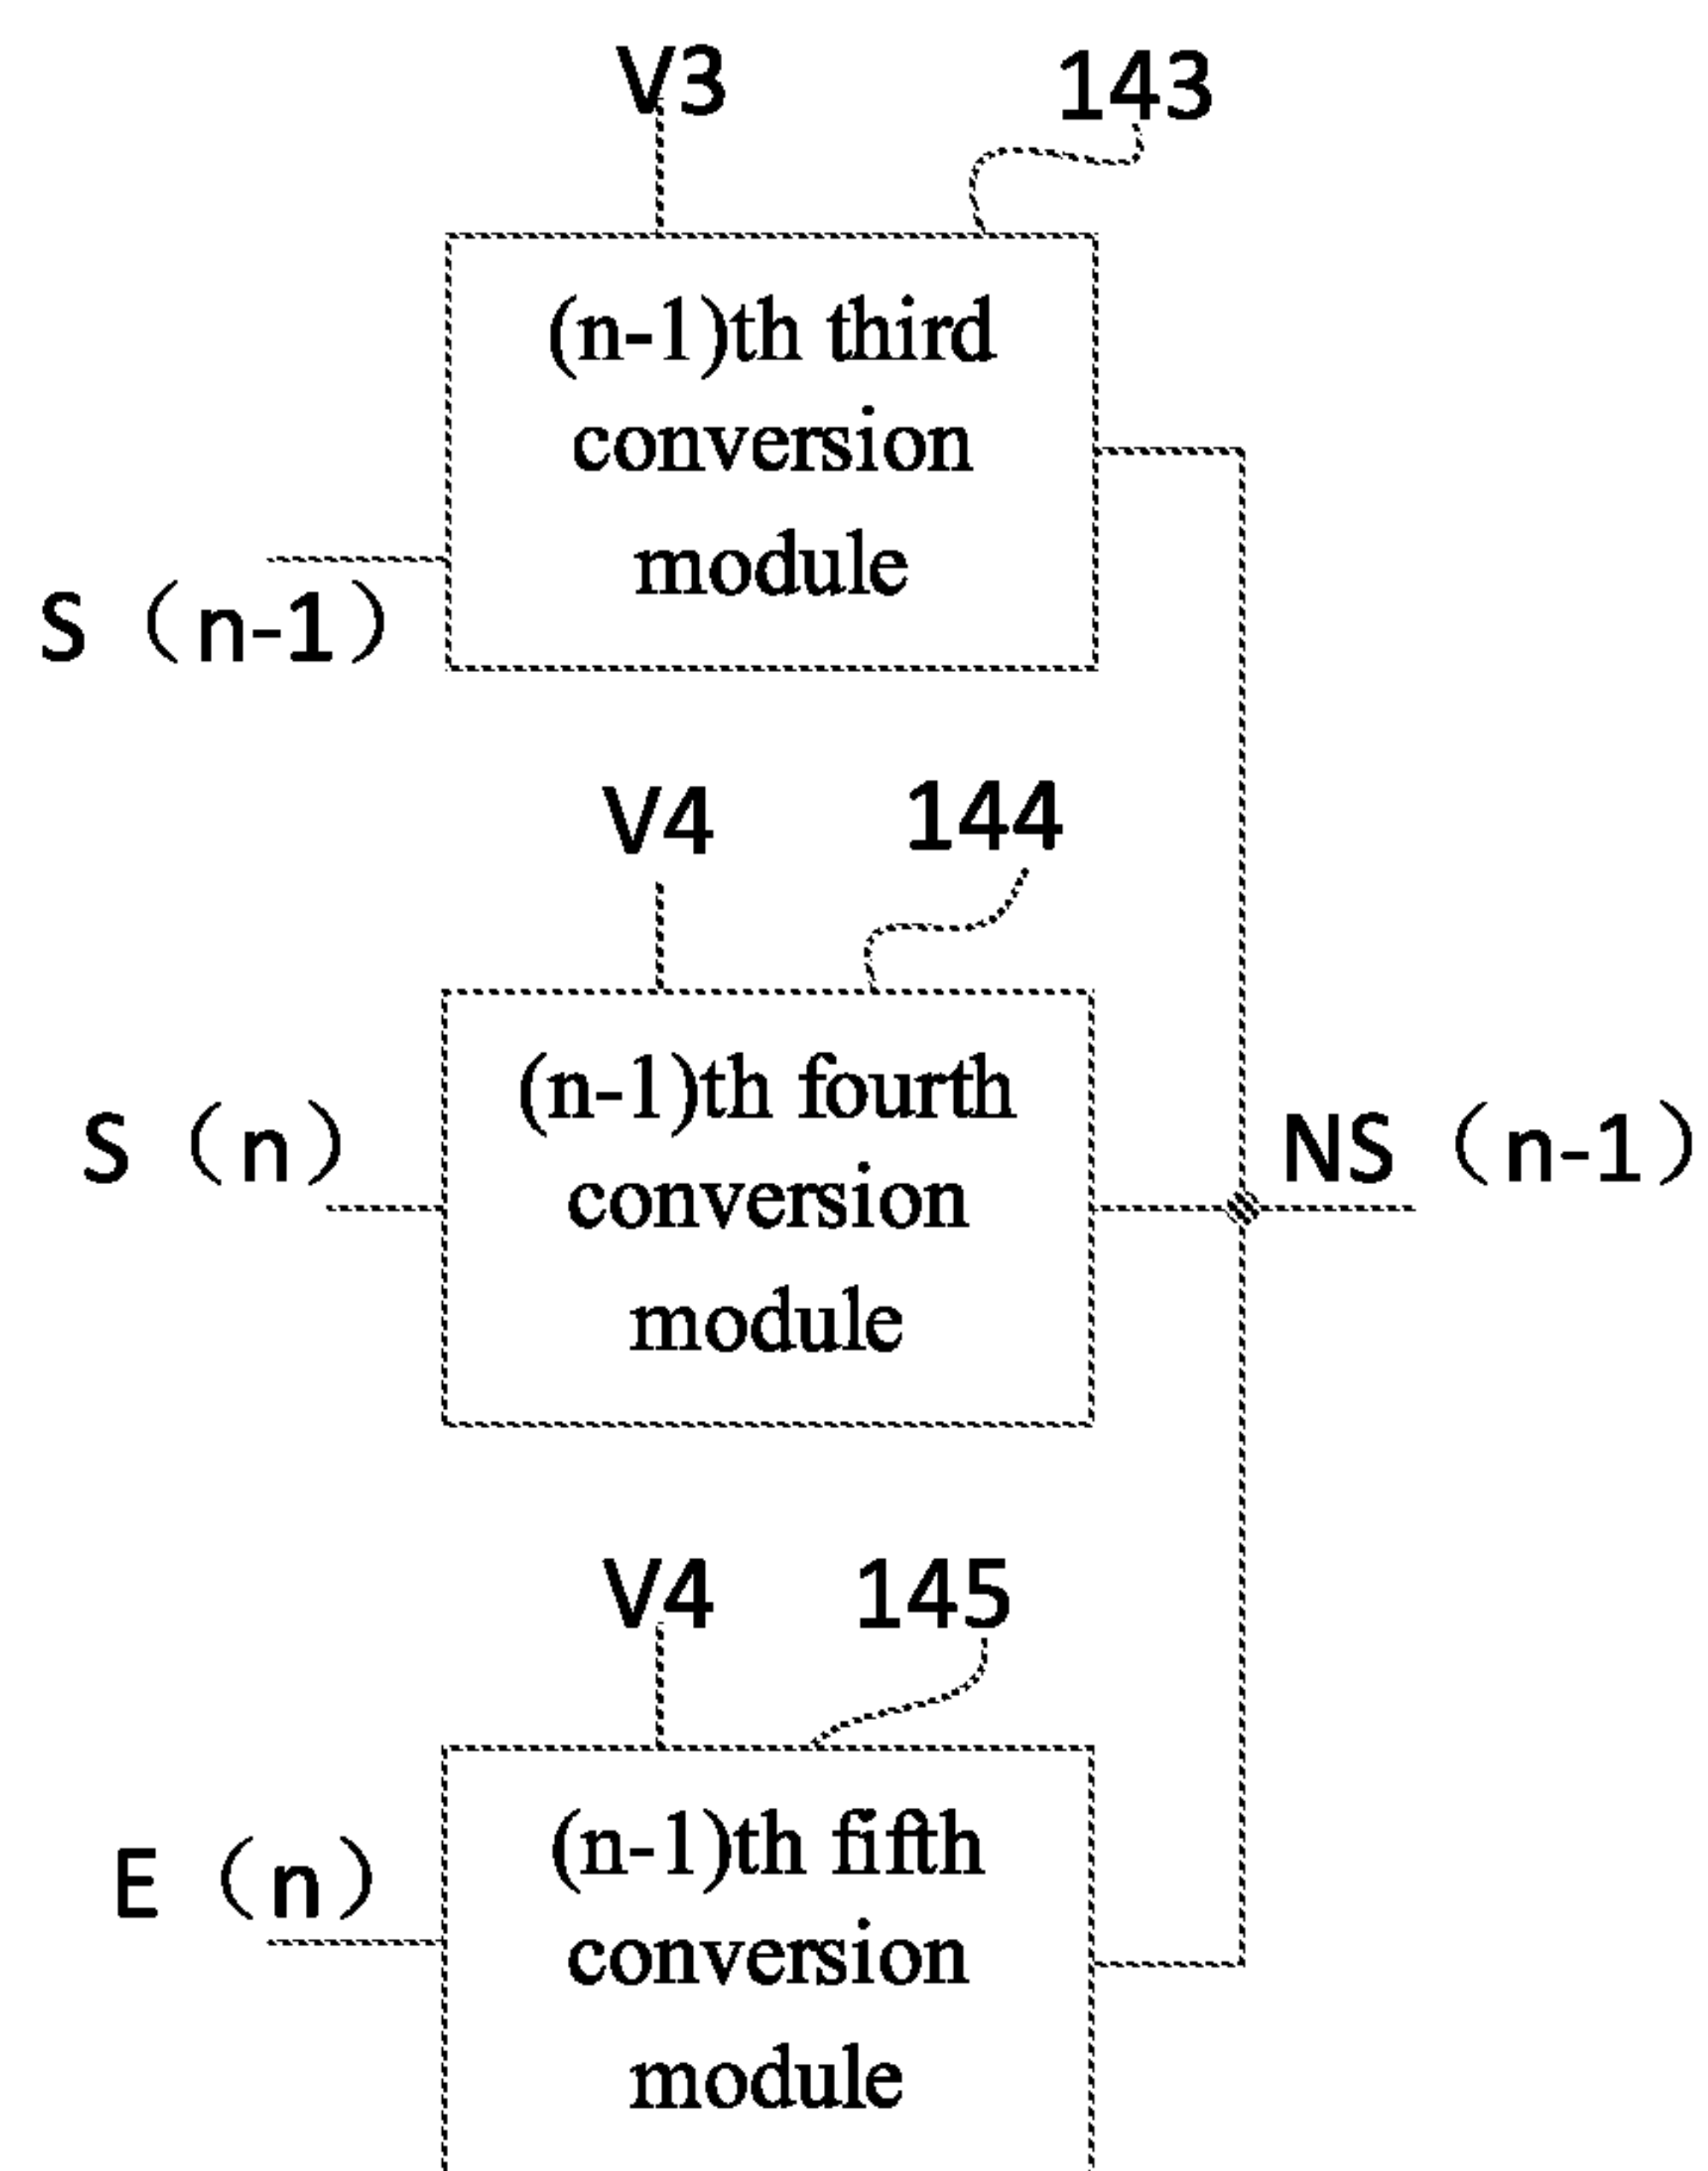 V3
143
(n-1)th third
conversion
module
S（n-1）
V4
144
(n-1)th fourth
conversion
module
S（n）
NS（n-1）
V4
145
(n-1)th fifth
conversion
module
E（n）